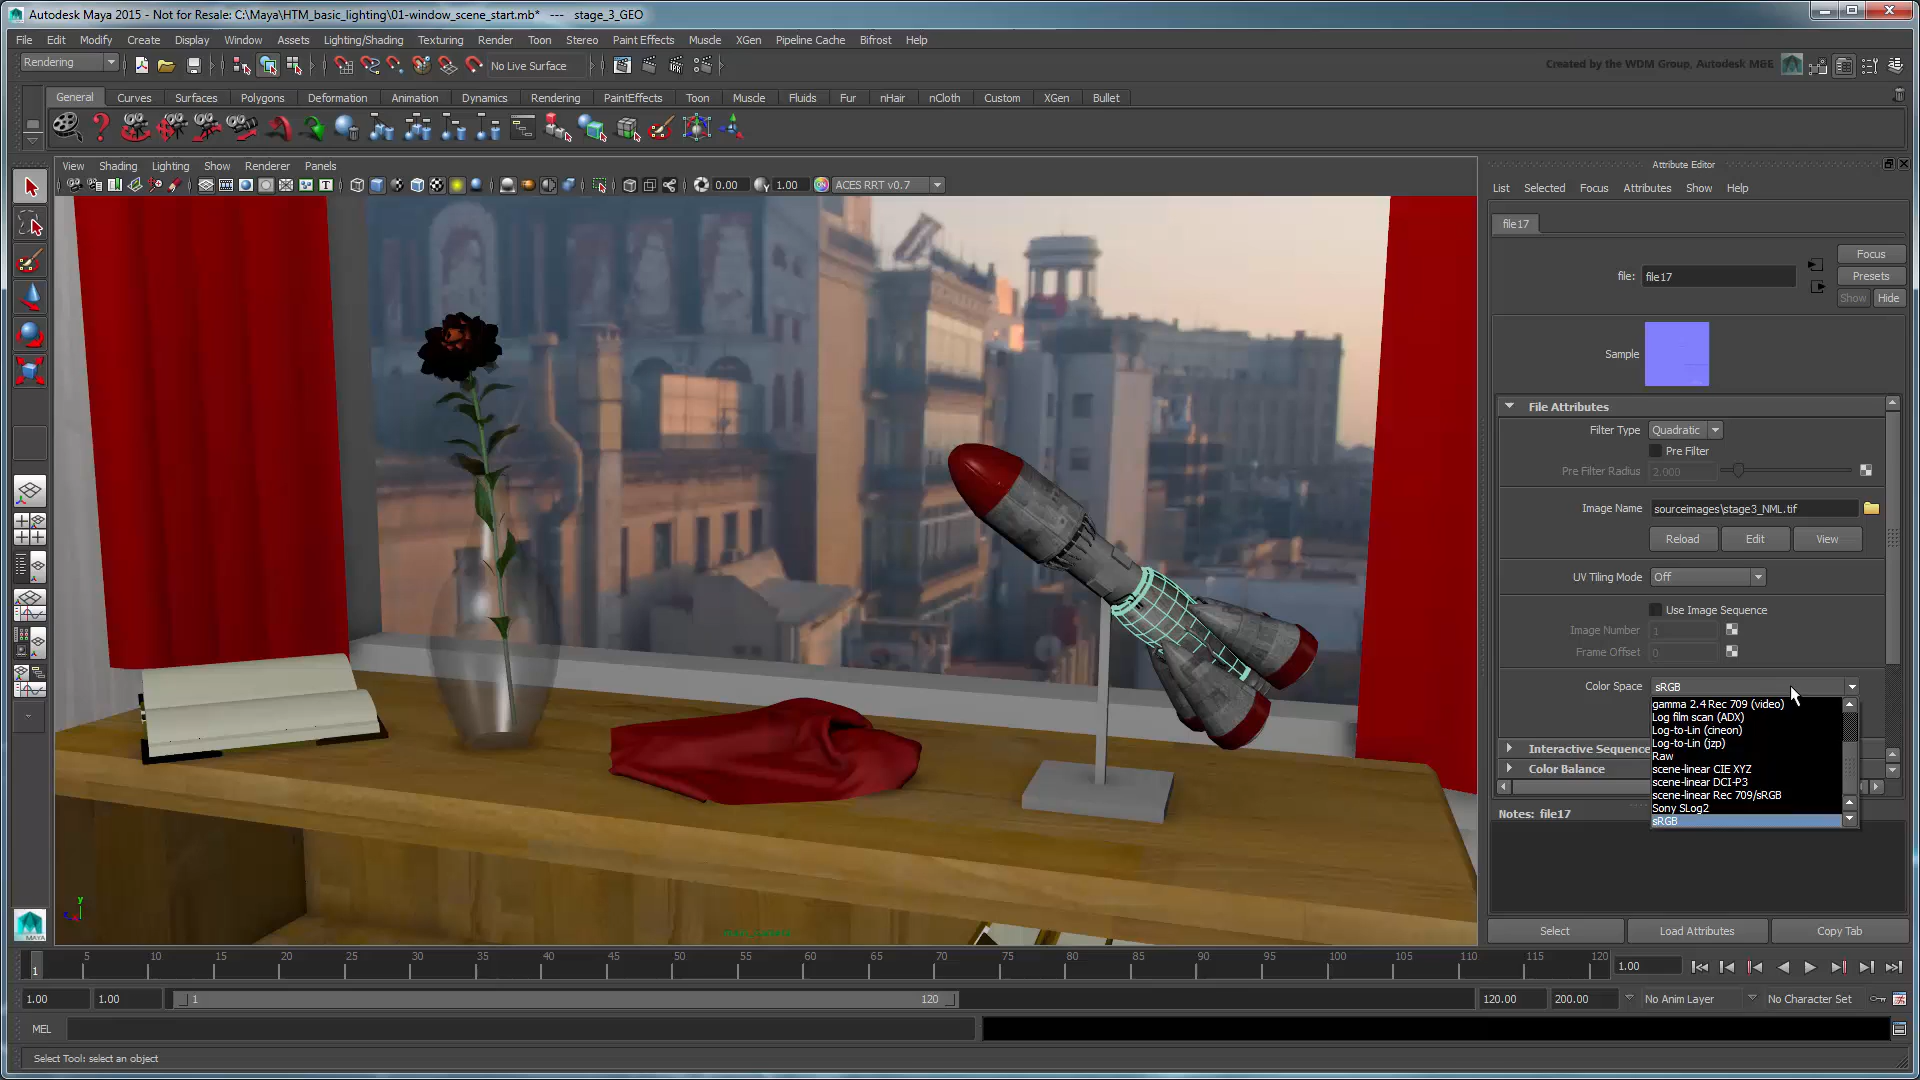 Autodesk Maya 2015 - Not for Resale: C:\Maya\HTM_basic_lighting\01-window_scene_start.mb* --- stage_3_GEO
File Edit Modify Create Display Window Assets Lighting/Shading Texturing Render Toon Stereo Paint Effects Muscle XGen Pipeline Cache Bifrost Help
Rendering No Live Surface Created by the WDM Group, Autodesk M&E
General Curves Surfaces Polygons Deformation Animation Dynamics Rendering PaintEffects Toon Muscle Fluids Fur nHair nCloth Custom XGen Bullet
View Shading Lighting Show Renderer Panels
0.00 1.00 ACES RRT v0.7
Attribute Editor
List Selected Focus Attributes Show Help
file17
Focus
file: file17
Presets
Show Hide
Sample
File Attributes
Filter Type Quadratic
Pre Filter
Pre Filter Radius 2.000
Image Name sourceimages\stage3_NML.tif
Reload Edit View
UV Tiling Mode Off
Use Image Sequence
Image Number 1
Frame Offset 0
Color Space sRGB
gamma 2.4 Rec 709 (video)
Log film scan (ADX)
Log-to-Lin (cineon)
Log-to-Lin (jzp)
Raw
scene-linear CIE XYZ
scene-linear DCI-P3
scene-linear Rec 709/sRGB
Sony SLog2
sRGB
Interactive Sequence
Color Balance
Notes: file17
Select Load Attributes Copy Tab
y
MAYA
1 5 10 15 20 25 30 35 40 45 50 55 60 65 70 75 80 85 90 95 100 105 110 115 120 1.00
1.00 1.00 1 120 120.00 200.00 No Anim Layer No Character Set
MEL
Select Tool: select an object